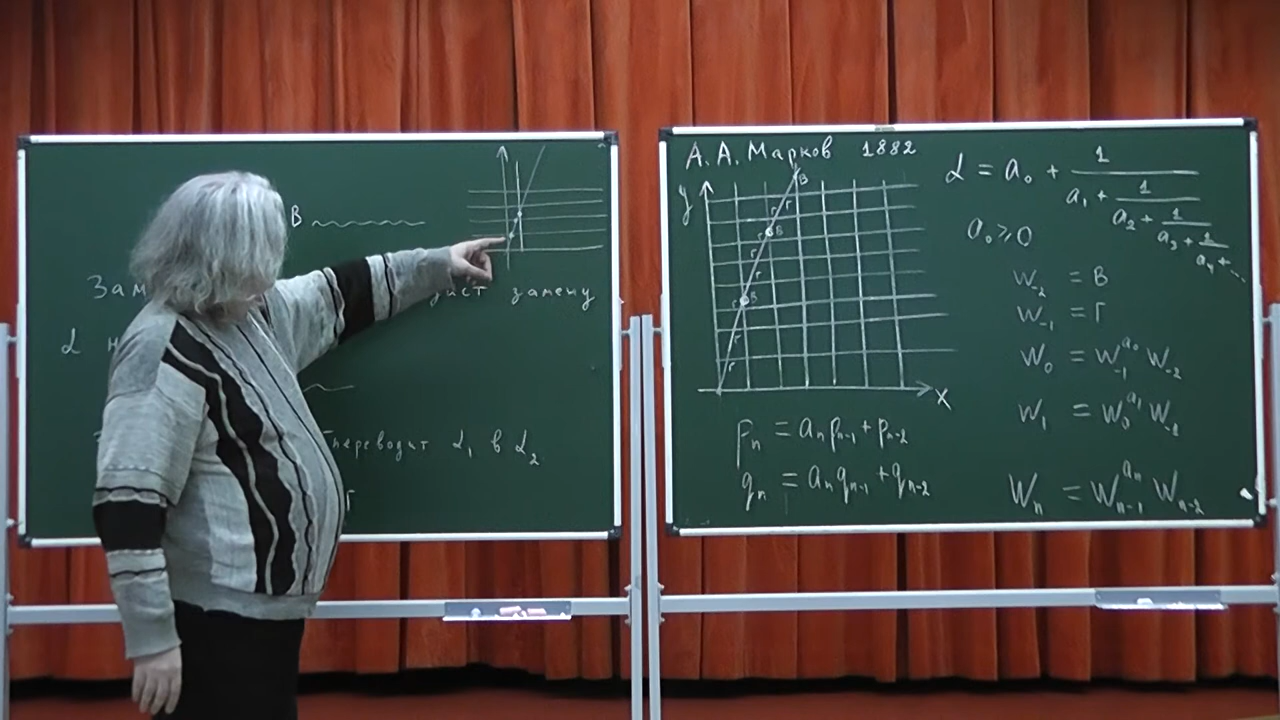 В
Зам
замену
α
переводит α₁ в α₂
Г
А. А. Марков 1882
y
B
г
г
B
г
г
B
г
г
г
x
pₙ = aₙpₙ₋₁ + pₙ₋₂
qₙ = aₙqₙ₋₁ + qₙ₋₂
α = a₀ + 1/(a₁ + 1/(a₂ + 1/(a₃ + 1/(a₄ + ...
a₀ ⩾ 0
W₋₂ = B
W₋₁ = Г
W₀ = W₋₁^{a₀} W₋₂
W₁ = W₀^{a₁} W₋₁
Wₙ = Wₙ₋₁^{aₙ} Wₙ₋₂